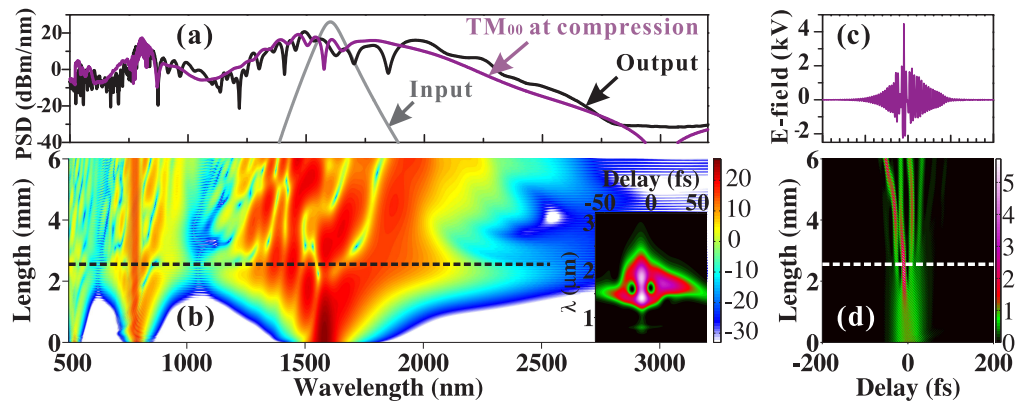 PSD (dBm/nm)
20
0
-20
-40
(a)
TM00 at compression
Output
Input
E-field (kV)
4
2
0
-2
(c)
Length (mm)
6
4
2
0
(b)
Delay (fs)
-50 0 50
λ (μm)
3
2
1
20
10
0
-10
-20
-30
500 1000 1500 2000 2500 3000
Wavelength (nm)
Length (mm)
6
4
2
0
(d)
5
4
3
2
1
0
-200 0 200
Delay (fs)